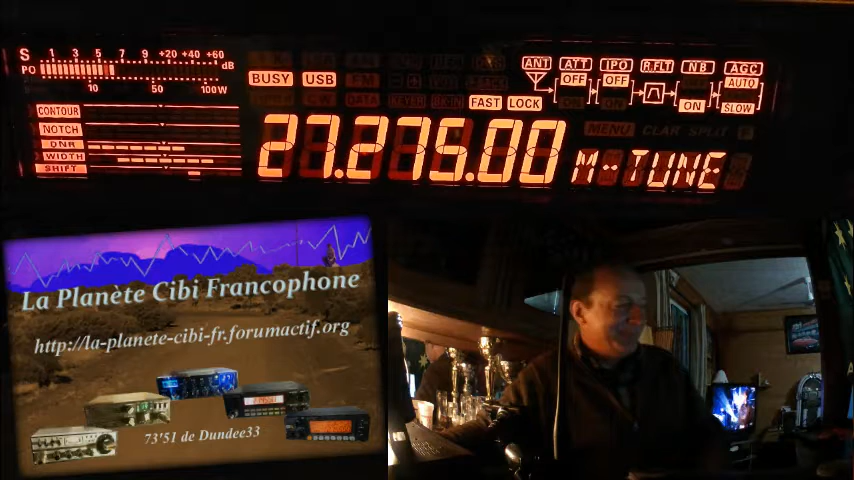 S 1 3 5 7 9 +20 +40 +60 dB
PO 10 50 100W
BUSY USB
FAST LOCK
ANT ATT IPO R.FLT NB AGC
OFF OFF AUTO
ON SLOW
CONTOUR
NOTCH
DNR
WIDTH
SHIFT
27.275.00 M-TUNE
MENU CLAR SPLIT
La Planète Cibi Francophone
http://la-planete-cibi-fr.forumactif.org
73'51 de Dundee33